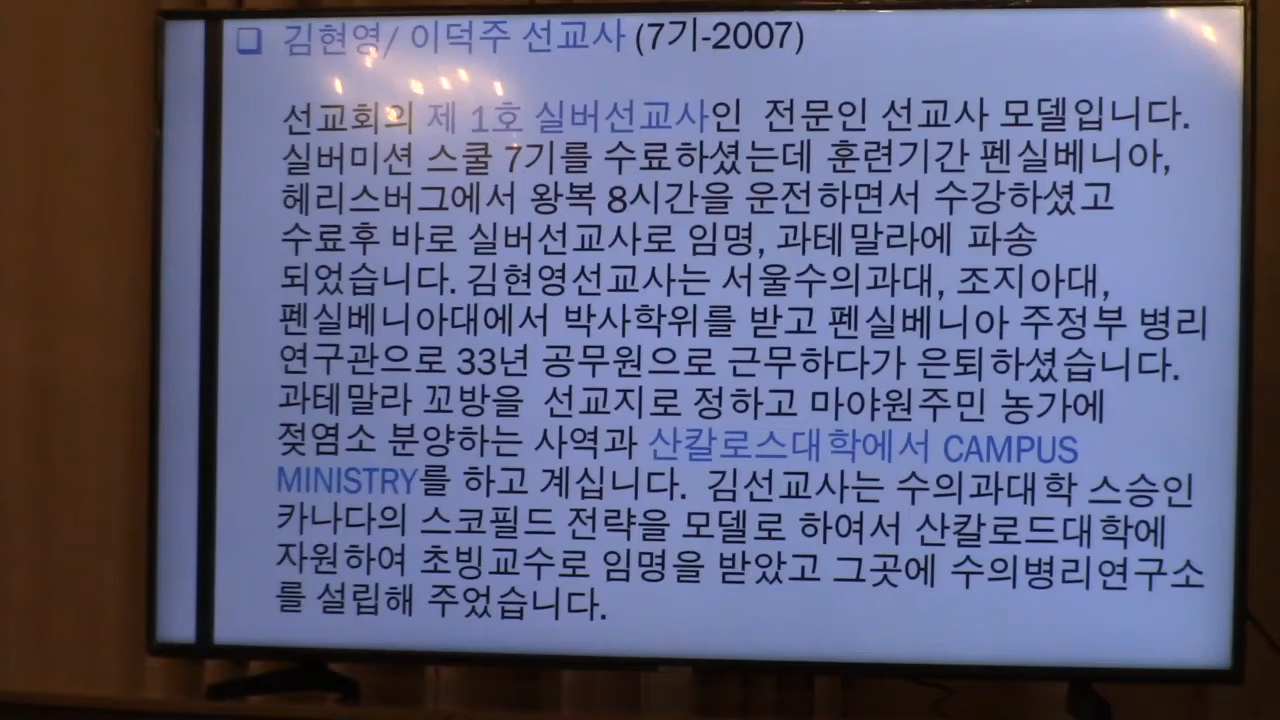 ❑ 김현영/ 이덕주 선교사 (7기-2007)
선교회의 제 1호 실버선교사인 전문인 선교사 모델입니다.
실버미션 스쿨 7기를 수료하셨는데 훈련기간 펜실베니아,
헤리스버그에서 왕복 8시간을 운전하면서 수강하셨고
수료후 바로 실버선교사로 임명, 과테말라에 파송
되었습니다. 김현영선교사는 서울수의과대, 조지아대,
펜실베니아대에서 박사학위를 받고 펜실베니아 주정부 병리
연구관으로 33년 공무원으로 근무하다가 은퇴하셨습니다.
과테말라 꼬방을 선교지로 정하고 마야원주민 농가에
젖염소 분양하는 사역과 산칼로스대학에서 CAMPUS
MINISTRY를 하고 계십니다. 김선교사는 수의과대학 스승인
카나다의 스코필드 전략을 모델로 하여서 산칼로드대학에
자원하여 초빙교수로 임명을 받았고 그곳에 수의병리연구소
를 설립해 주었습니다.